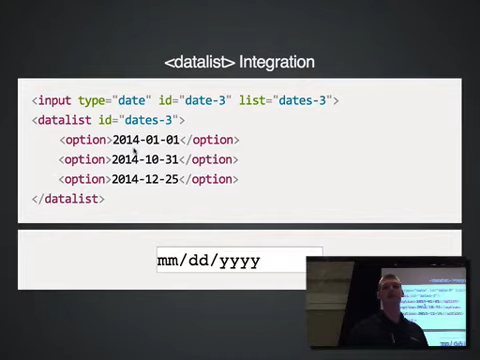 <datalist> Integration
<input type="date" id="date-3" list="dates-3">
<datalist id="dates-3">
<option>2014-01-01</option>
<option>2014-10-31</option>
<option>2014-12-25</option>
</datalist>
mm/dd/yyyy